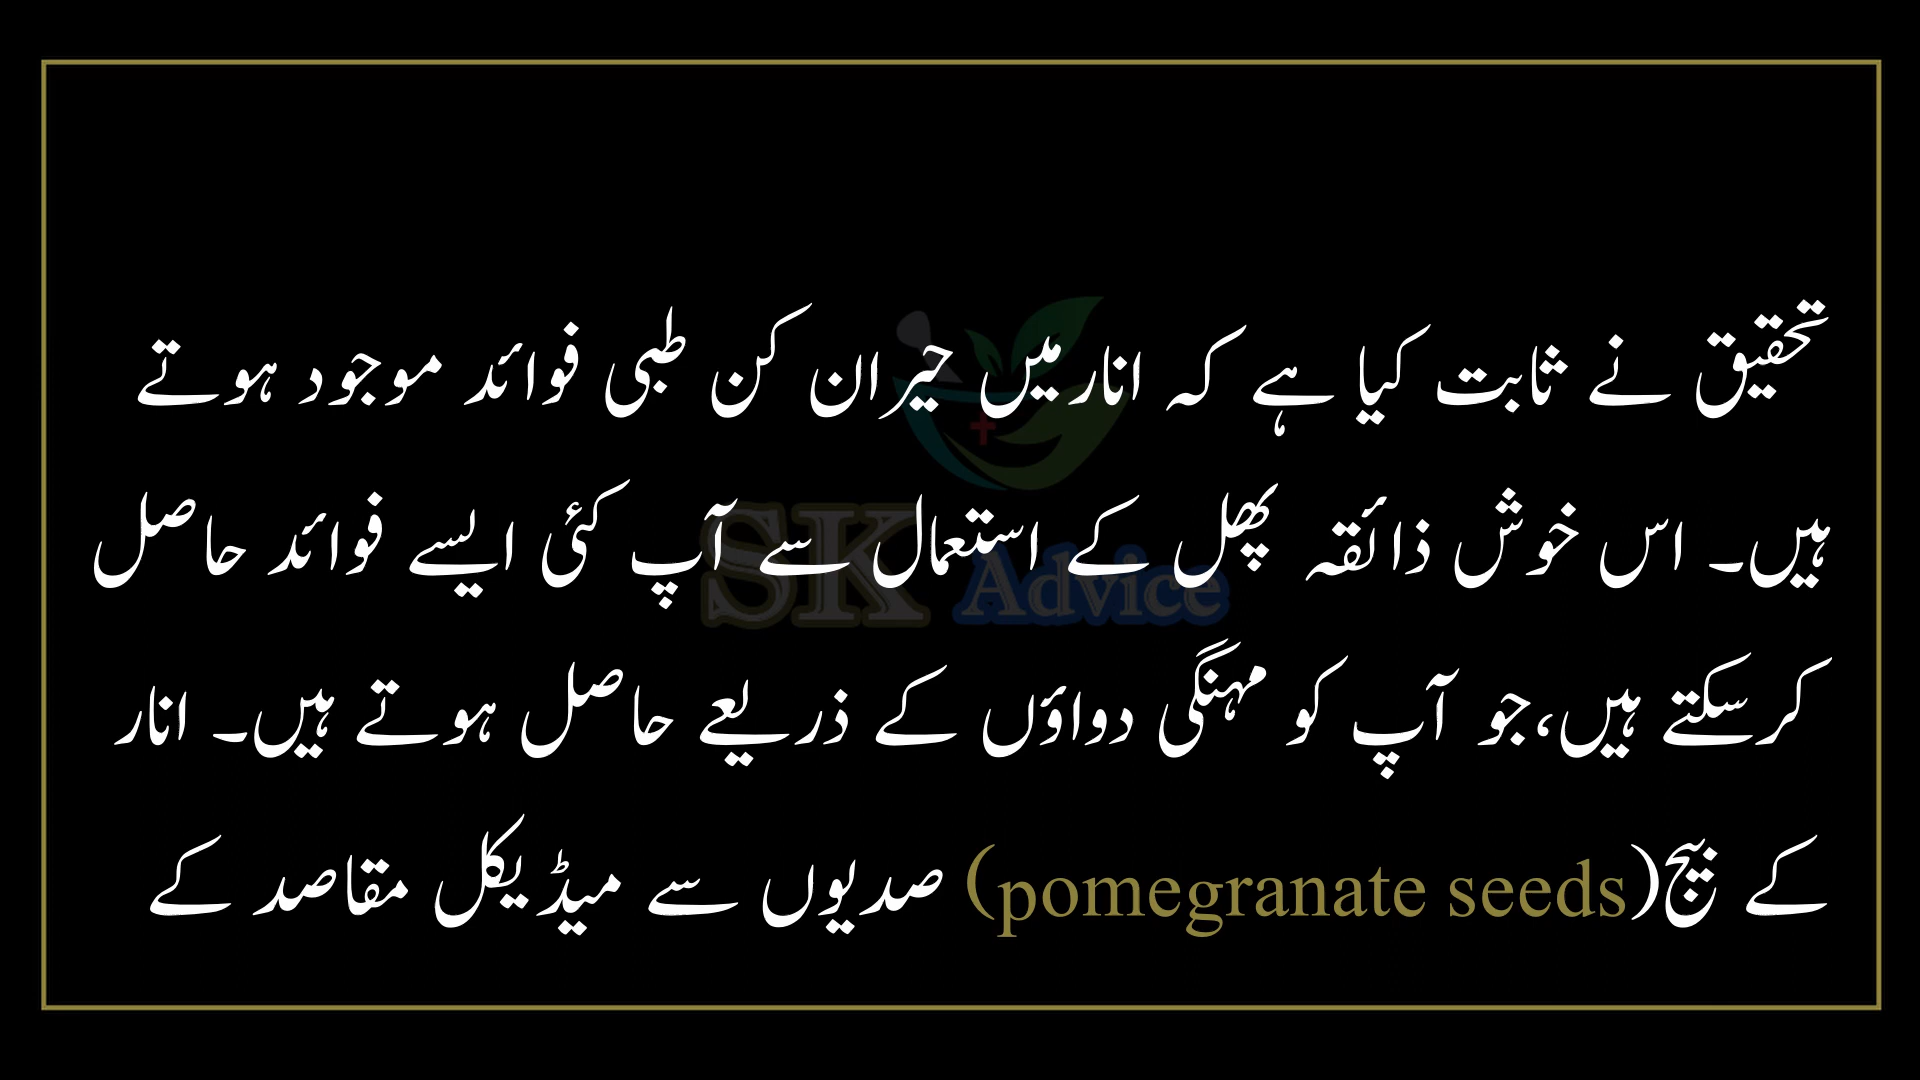 تحقیق نے ثابت کیا ہے کہ انار میں حیران کن طبی فوائد موجود ہوتے
ہیں۔ اس خوش ذائقہ پھل کے استعمال سے آپ کئی ایسے فوائد حاصل
کرسکتے ہیں،جو آپ کو مہنگی دواؤں کے ذریعے حاصل ہوتے ہیں۔ انار
کے بیج(pomegranate seeds) صدیوں سے میڈیکل مقاصد کے
SK Advice